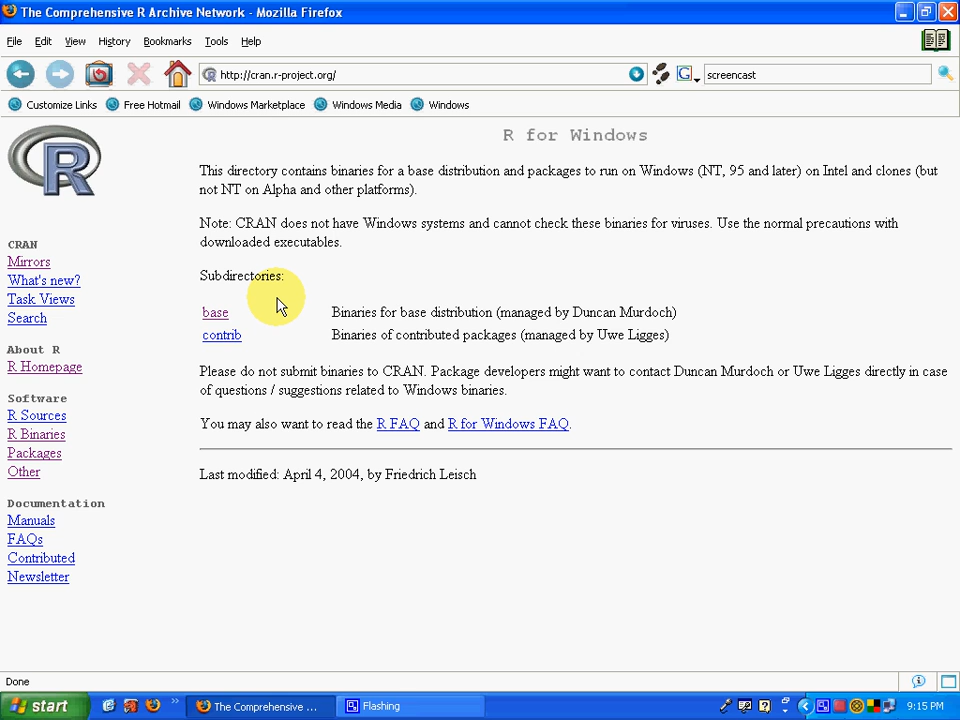 The Comprehensive R Archive Network - Mozilla Firefox
File Edit View History Bookmarks Tools Help
http://cran.r-project.org/
G
screencast
Customize Links Free Hotmail Windows Marketplace Windows Media Windows
R
CRAN
Mirrors
What's new?
Task Views
Search
About R
R Homepage
Software
R Sources
R Binaries
Packages
Other
Documentation
Manuals
FAQs
Contributed
Newsletter
R for Windows
This directory contains binaries for a base distribution and packages to run on Windows (NT, 95 and later) on Intel and clones (but
not NT on Alpha and other platforms).
Note: CRAN does not have Windows systems and cannot check these binaries for viruses. Use the normal precautions with
downloaded executables.
Subdirectories:
base Binaries for base distribution (managed by Duncan Murdoch)
contrib Binaries of contributed packages (managed by Uwe Ligges)
Please do not submit binaries to CRAN. Package developers might want to contact Duncan Murdoch or Uwe Ligges directly in case
of questions / suggestions related to Windows binaries.
You may also want to read the R FAQ and R for Windows FAQ.
Last modified: April 4, 2004, by Friedrich Leisch
Done
start The Comprehensive ... Flashing 9:15 PM